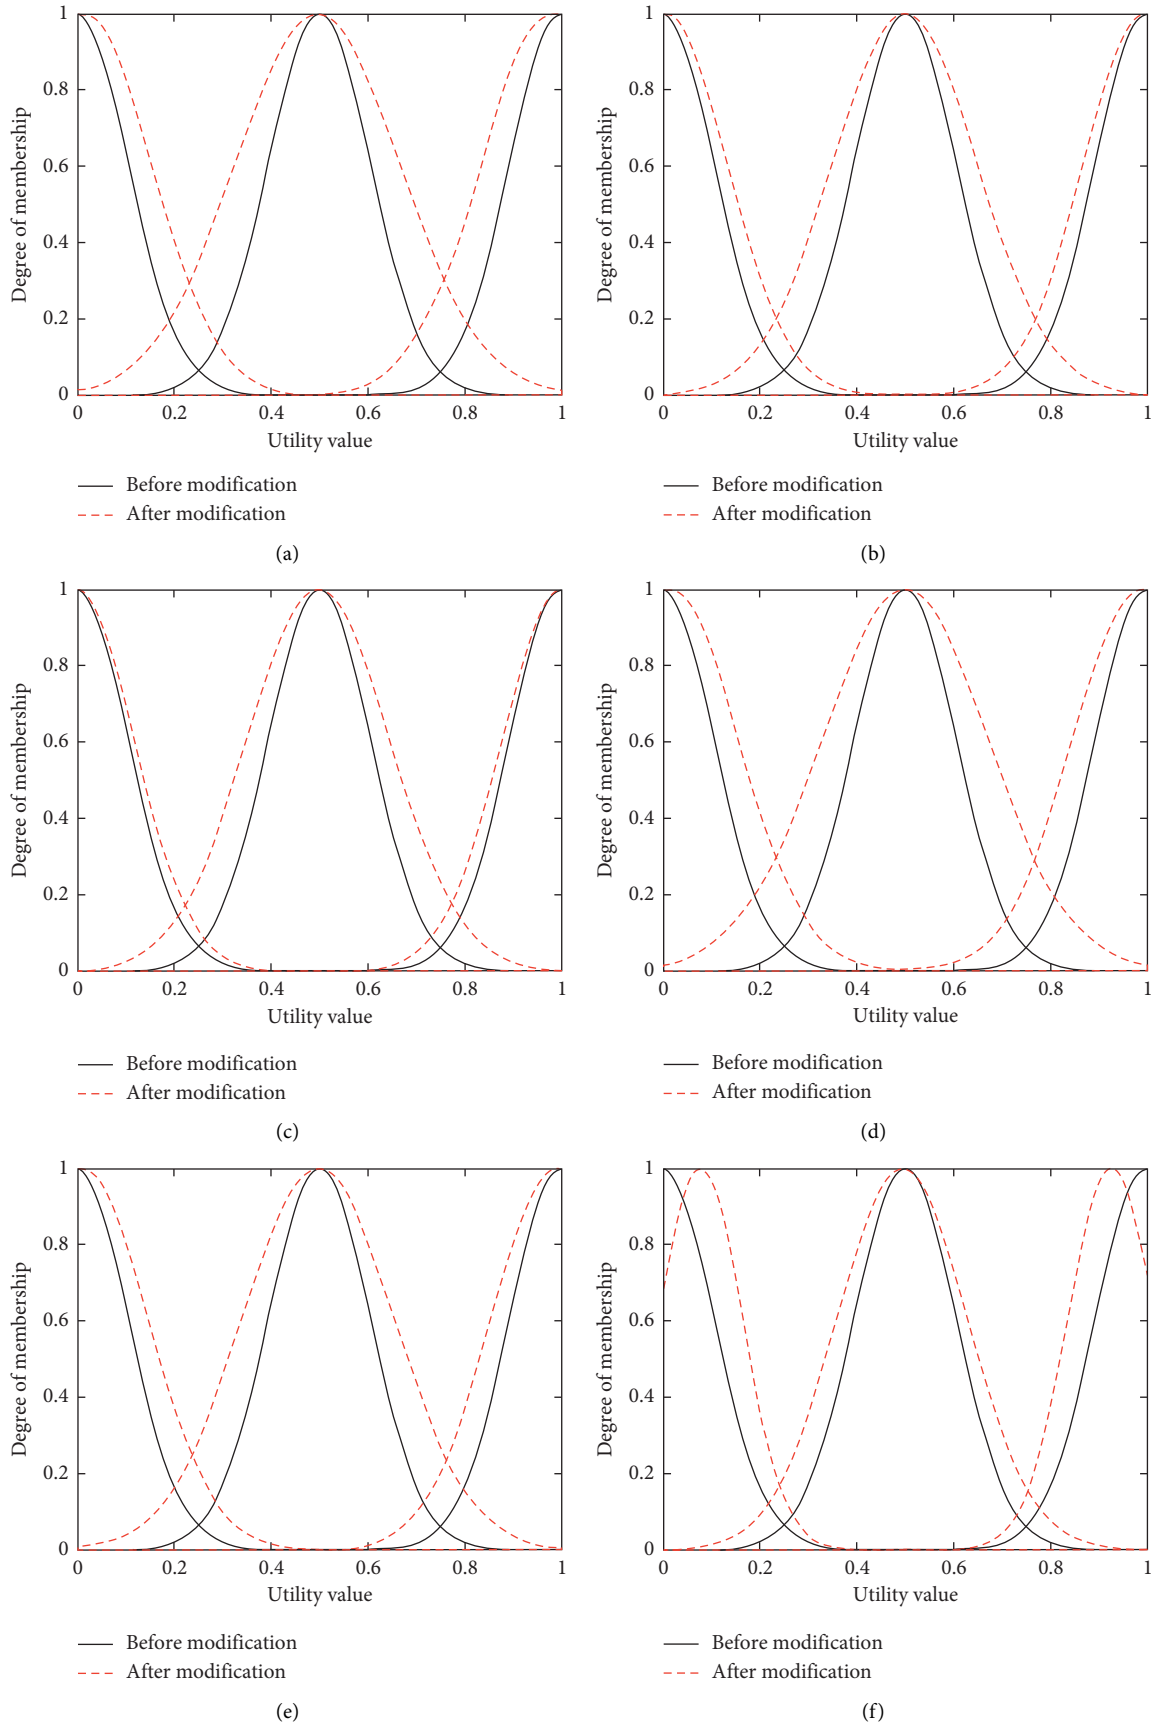 1
0.8
0.6
0.4
0.2
0
Degree of membership
0 0.2 0.4 0.6 0.8 1
Utility value
Before modification
After modification
(a)
1
0.8
0.6
0.4
0.2
0
Degree of membership
0 0.2 0.4 0.6 0.8 1
Utility value
Before modification
After modification
(b)
1
0.8
0.6
0.4
0.2
0
Degree of membership
0 0.2 0.4 0.6 0.8 1
Utility value
Before modification
After modification
(c)
1
0.8
0.6
0.4
0.2
0
Degree of membership
0 0.2 0.4 0.6 0.8 1
Utility value
Before modification
After modification
(d)
1
0.8
0.6
0.4
0.2
0
Degree of membership
0 0.2 0.4 0.6 0.8 1
Utility value
Before modification
After modification
(e)
1
0.8
0.6
0.4
0.2
0
Degree of membership
0 0.2 0.4 0.6 0.8 1
Utility value
Before modification
After modification
(f)